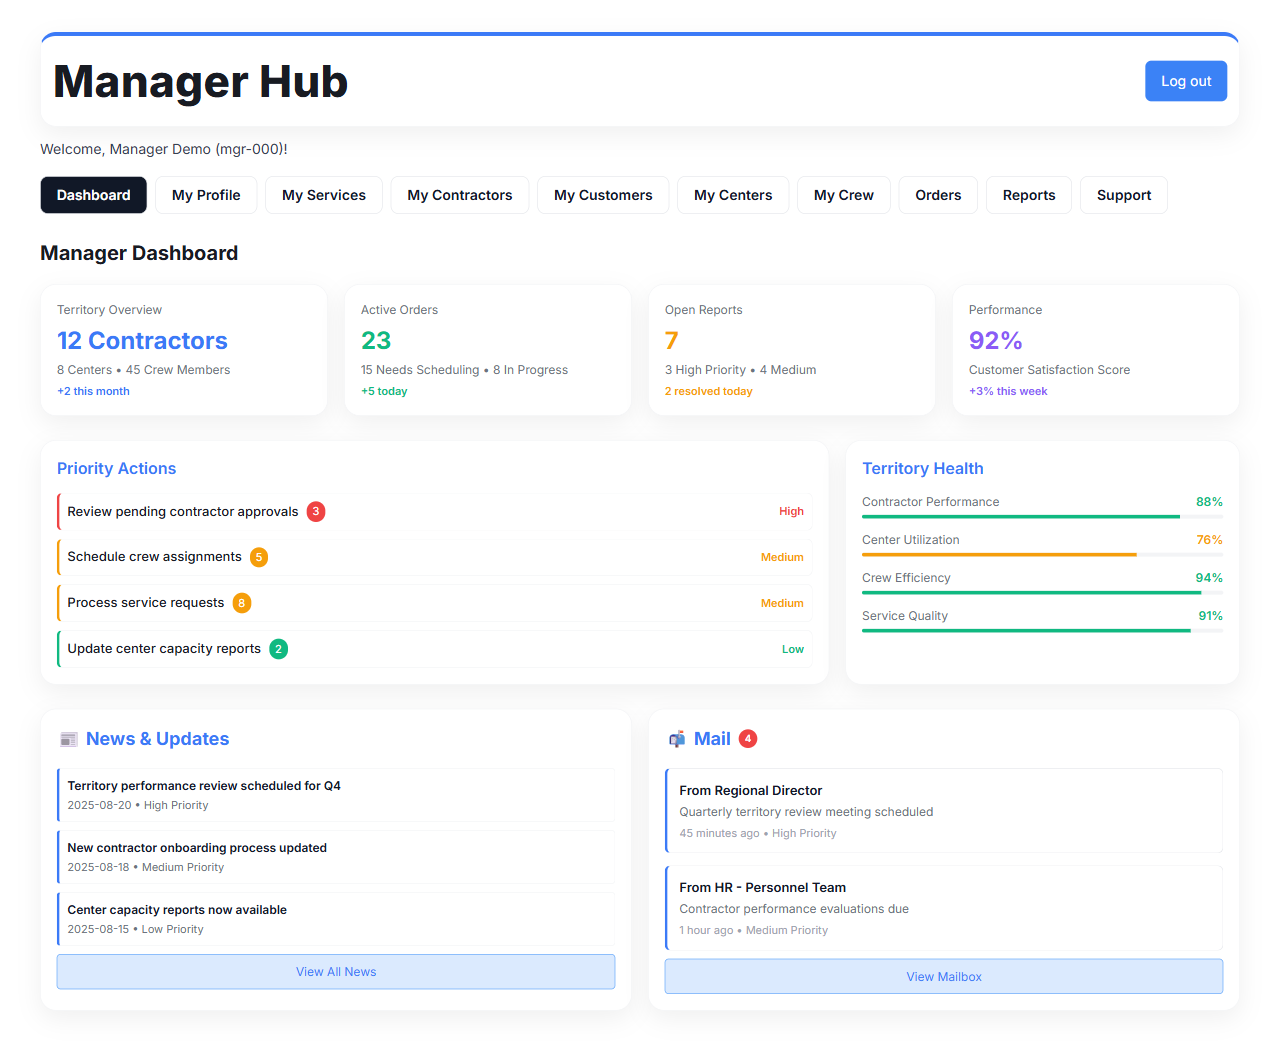 Manager Hub
Log out
Welcome, Manager Demo (mgr-000)!
Dashboard
My Profile
My Services
My Contractors
My Customers
My Centers
My Crew
Orders
Reports
Support
Manager Dashboard
Territory Overview
12 Contractors
8 Centers • 45 Crew Members
+2 this month
Active Orders
23
15 Needs Scheduling • 8 In Progress
+5 today
Open Reports
7
3 High Priority • 4 Medium
2 resolved today
Performance
92%
Customer Satisfaction Score
+3% this week
Priority Actions
Review pending contractor approvals 3 High
Schedule crew assignments 5 Medium
Process service requests 8 Medium
Update center capacity reports 2 Low
Territory Health
Contractor Performance 88%
Center Utilization 76%
Crew Efficiency 94%
Service Quality 91%
News & Updates
Territory performance review scheduled for Q4
2025-08-20 • High Priority
New contractor onboarding process updated
2025-08-18 • Medium Priority
Center capacity reports now available
2025-08-15 • Low Priority
View All News
Mail 4
From Regional Director
Quarterly territory review meeting scheduled
45 minutes ago • High Priority
From HR - Personnel Team
Contractor performance evaluations due
1 hour ago • Medium Priority
View Mailbox